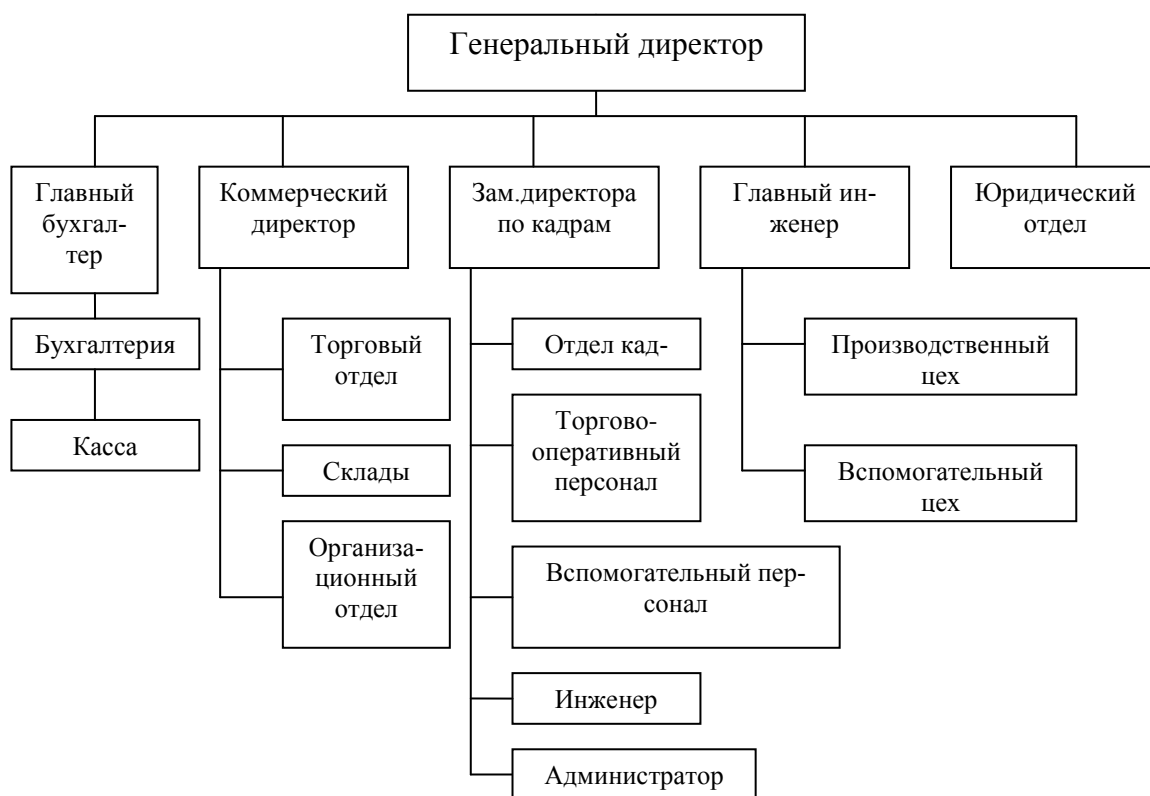 Генеральный директор
Главный
бухгал-
тер
Коммерческий
директор
Зам.директора
по кадрам
Главный ин-
женер
Юридический
отдел
Бухгалтерия
Касса
Торговый
отдел
Склады
Организа-
ционный
отдел
Отдел кад-
Торгово-
оперативный
персонал
Вспомогательный пер-
сонал
Инженер
Администратор
Производственный
цех
Вспомогательный
цех